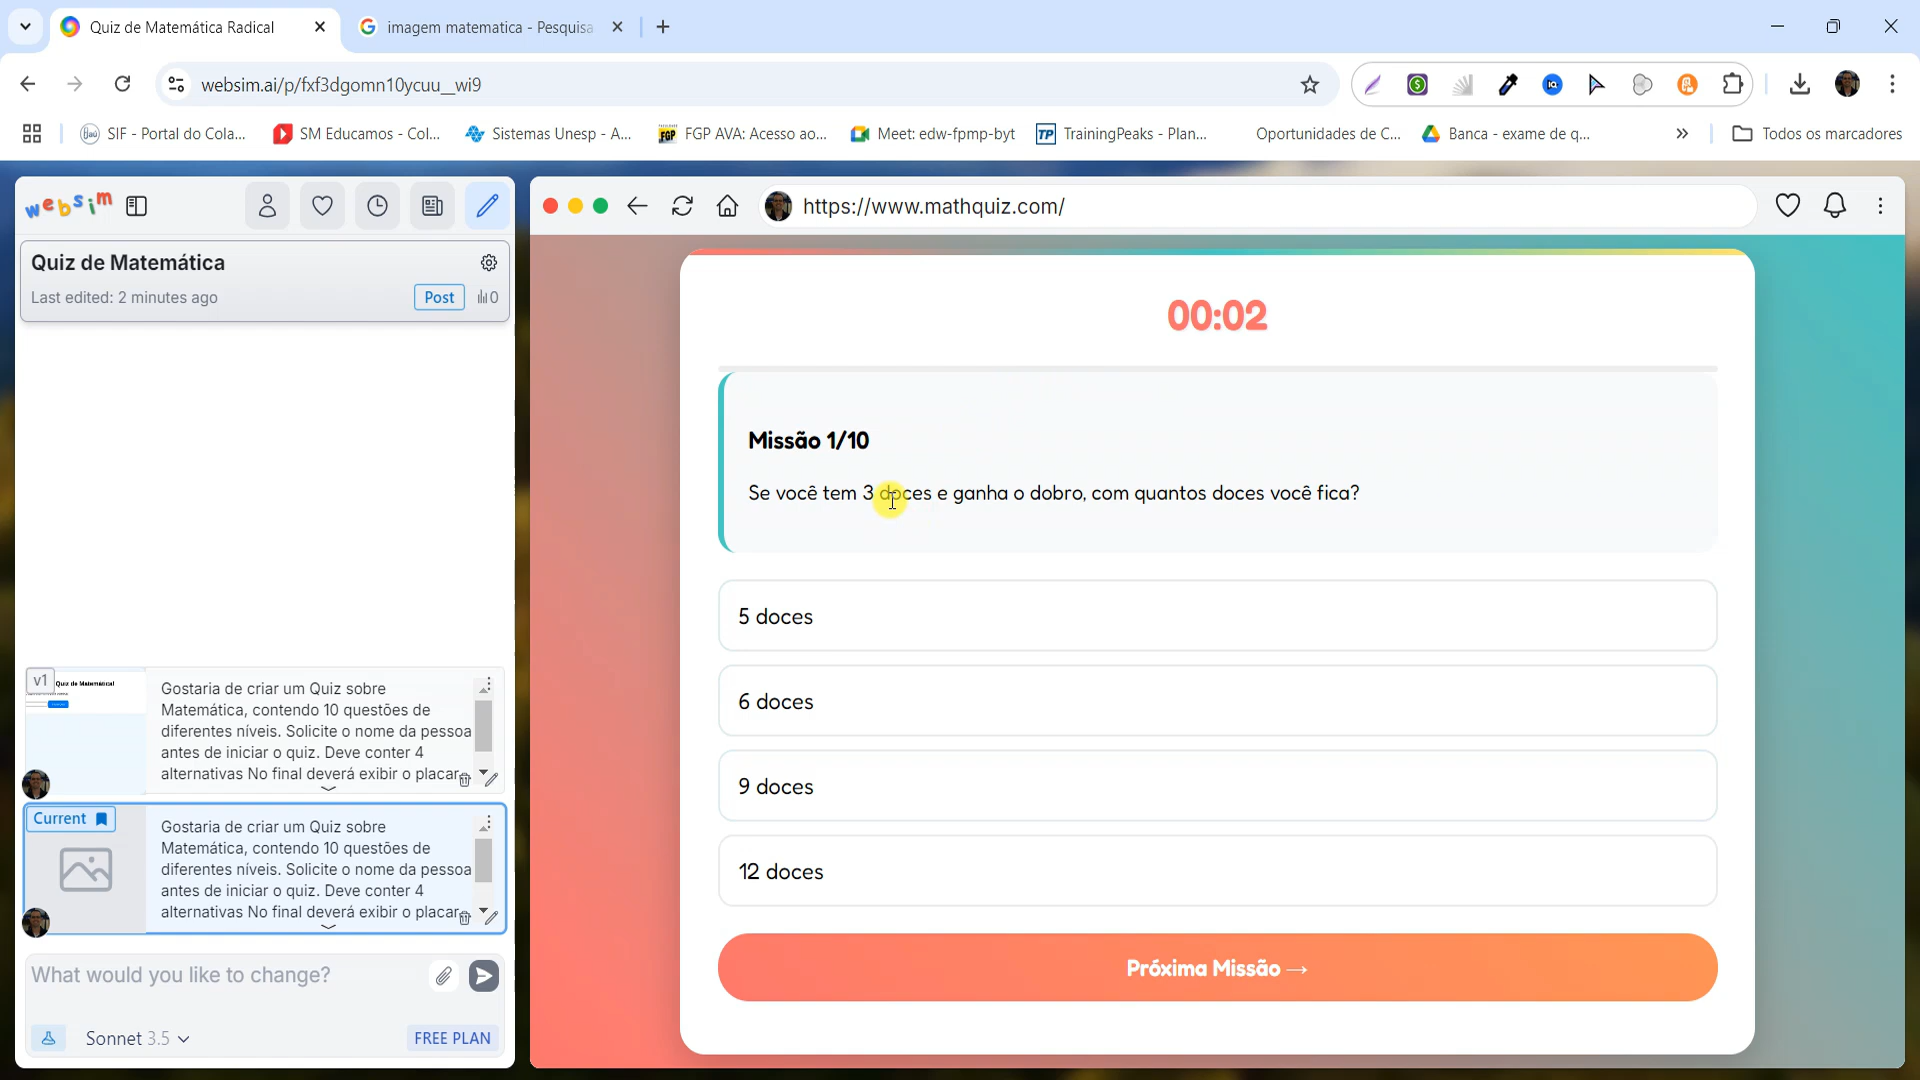 Quiz de Matemática Radical
imagem matematica - Pesquisa
websim.ai/p/fxf3dgomn10ycuu__wi9
SIF - Portal do Cola...
SM Educamos - Col...
Sistemas Unesp - A...
FGP AVA: Acesso ao...
Meet: edw-fpmp-byt
TrainingPeaks - Plan...
Oportunidades de C...
Banca - exame de q...
Todos os marcadores
websim
https://www.mathquiz.com/
Quiz de Matemática
Last edited: 2 minutes ago
Post
0
00:02
Missão 1/10
Se você tem 3 doces e ganha o dobro, com quantos doces você fica?
5 doces
6 doces
9 doces
12 doces
Próxima Missão →
v1
Quiz de Matemática!
Gostaria de criar um Quiz sobre
Matemática, contendo 10 questões de
diferentes níveis. Solicite o nome da pessoa
antes de iniciar o quiz. Deve conter 4
alternativas No final deverá exibir o placar
Current
Gostaria de criar um Quiz sobre
Matemática, contendo 10 questões de
diferentes níveis. Solicite o nome da pessoa
antes de iniciar o quiz. Deve conter 4
alternativas No final deverá exibir o placar
What would you like to change?
Sonnet 3.5
FREE PLAN